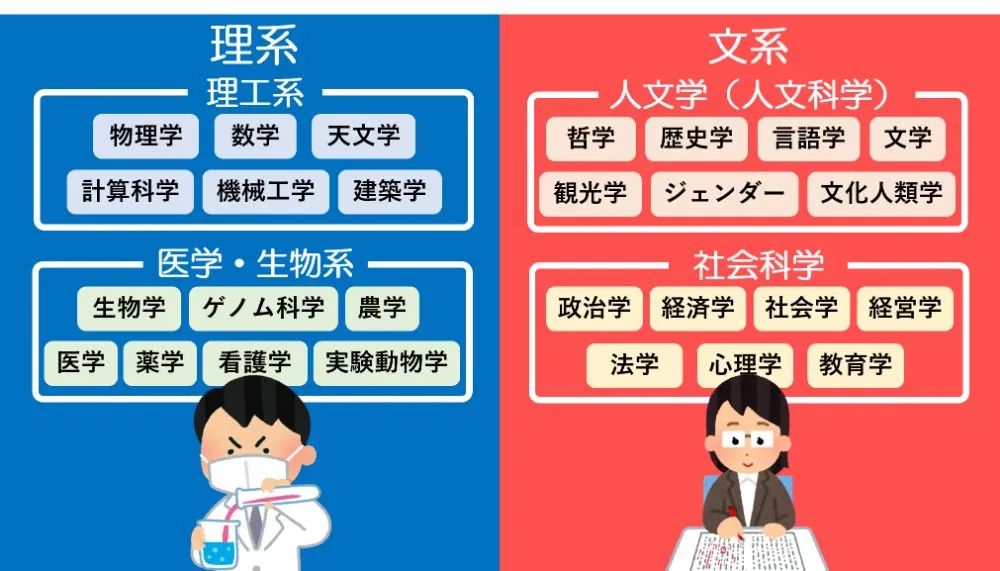 理系
理工系
物理学 数学 天文学
計算科学 機械工学 建築学
医学・生物系
生物学 ゲノム科学 農学
医学 薬学 看護学 実験動物学
文系
人文学（人文科学）
哲学 歴史学 言語学 文学
観光学 ジェンダー 文化人類学
社会科学
政治学 経済学 社会学 経営学
法学 心理学 教育学